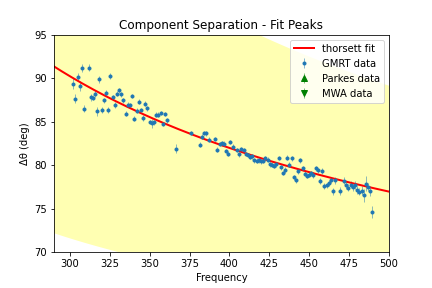 Component Separation - Fit Peaks
thorsett fit
GMRT data
Parkes data
MWA data
Δθ (deg)
95
90
85
80
75
70
300 325 350 375 400 425 450 475 500
Frequency